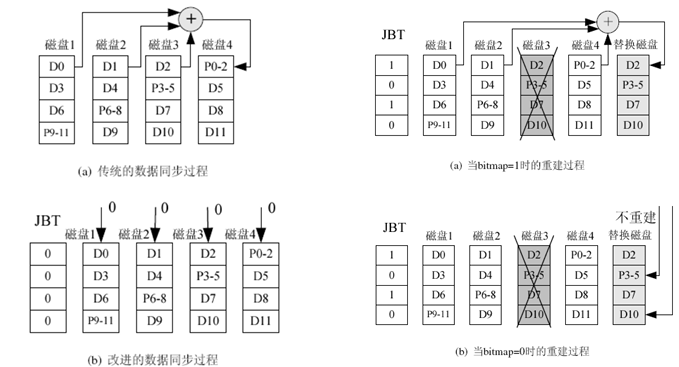 磁盘1 磁盘2 磁盘3 磁盘4
D0 D1 D2 P0-2
D3 D4 P3-5 D5
D6 P6-8 D7 D8
P9-11 D9 D10 D11
(a) 传统的数据同步过程
0 0 0 0
JBT
磁盘1 磁盘2 磁盘3 磁盘4
0 D0 D1 D2 P0-2
0 D3 D4 P3-5 D5
0 D6 P6-8 D7 D8
0 P9-11 D9 D10 D11
(b) 改进的数据同步过程
JBT
磁盘1 磁盘2 磁盘3 磁盘4 替换磁盘
1 D0 D1 D2 P0-2 D2
0 D3 D4 P3-5 D5 P3-5
1 D6 P6-8 D7 D8 D7
0 P9-11 D9 D10 D11 D10
(a) 当bitmap=1时的重建过程
不重建
JBT
磁盘1 磁盘2 磁盘3 磁盘4 替换磁盘
1 D0 D1 D2 P0-2 D2
0 D3 D4 P3-5 D5 P3-5
1 D6 P6-8 D7 D8 D7
0 P9-11 D9 D10 D11 D10
(b) 当bitmap=0时的重建过程